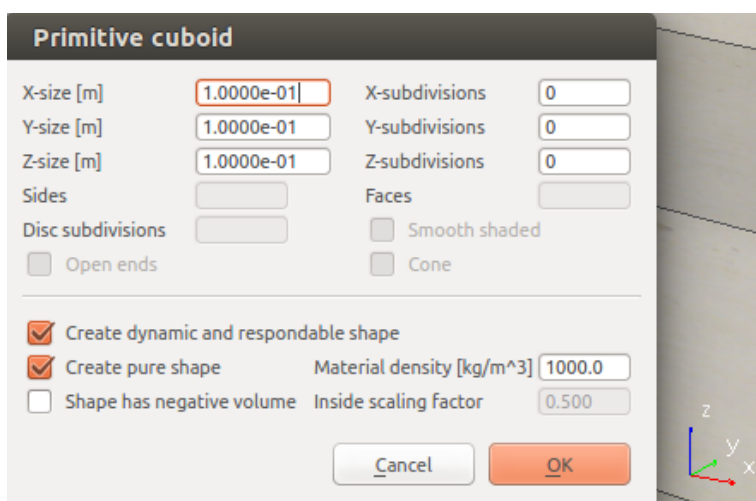 Primitive cuboid
X-size [m] 1.0000e-01 X-subdivisions 0
Y-size [m] 1.0000e-01 Y-subdivisions 0
Z-size [m] 1.0000e-01 Z-subdivisions 0
Sides Faces
Disc subdivisions Smooth shaded
Open ends Cone
Create dynamic and respondable shape
Create pure shape Material density [kg/m^3] 1000.0
Shape has negative volume Inside scaling factor 0.500
Cancel OK
z
y
x